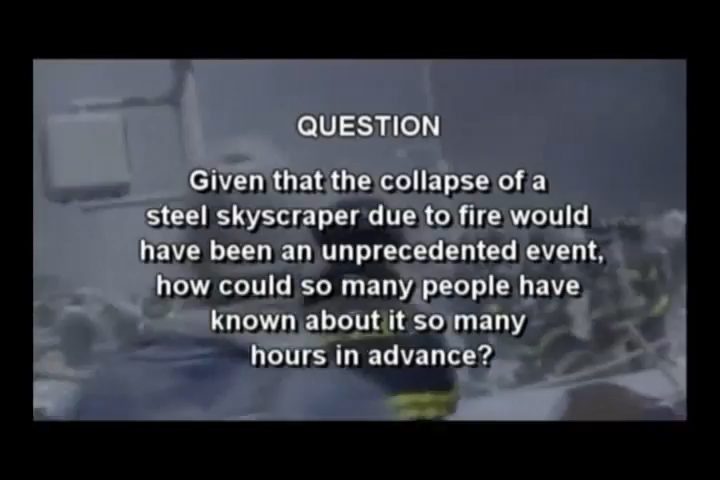 QUESTION
Given that the collapse of a
steel skyscraper due to fire would
have been an unprecedented event,
how could so many people have
known about it so many
hours in advance?